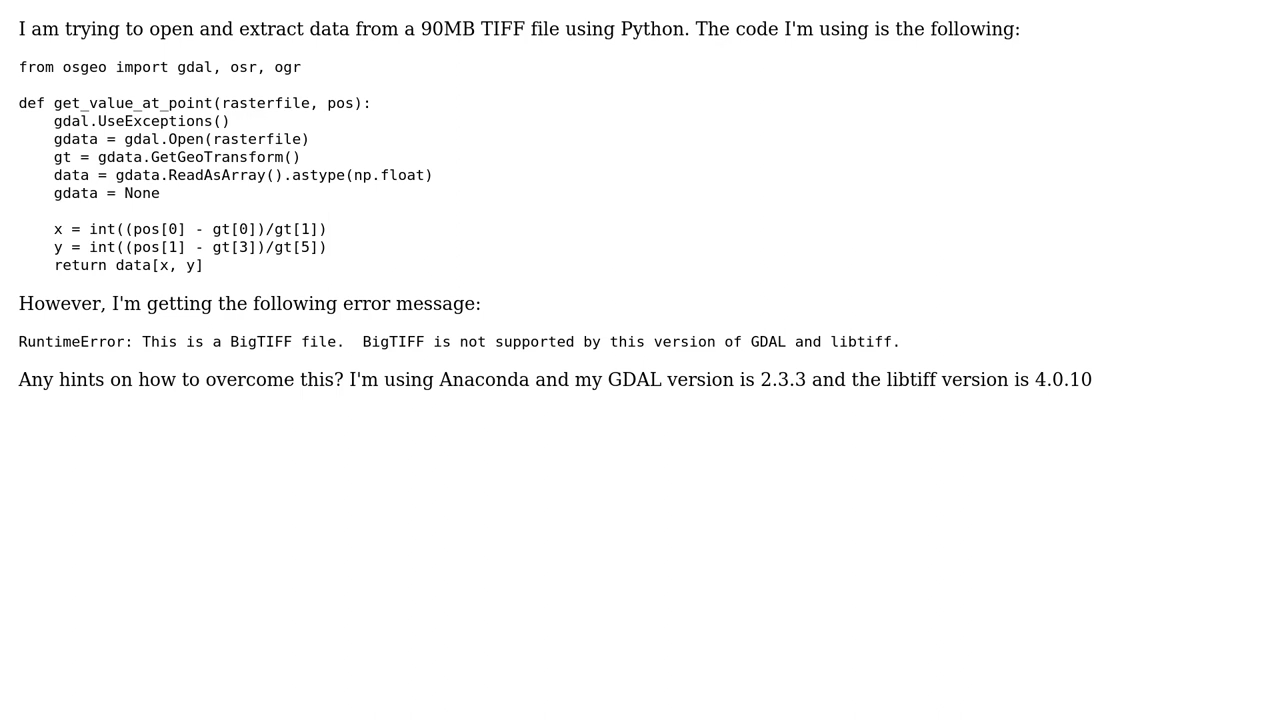 I am trying to open and extract data from a 90MB TIFF file using Python. The code I'm using is the following:
from osgeo import gdal, osr, ogr
def get_value_at_point(rasterfile, pos):
    gdal.UseExceptions()
    gdata = gdal.Open(rasterfile)
    gt = gdata.GetGeoTransform()
    data = gdata.ReadAsArray().astype(np.float)
    gdata = None
    x = int((pos[0] - gt[0])/gt[1])
    y = int((pos[1] - gt[3])/gt[5])
    return data[x, y]
However, I'm getting the following error message:
RuntimeError: This is a BigTIFF file.  BigTIFF is not supported by this version of GDAL and libtiff.
Any hints on how to overcome this? I'm using Anaconda and my GDAL version is 2.3.3 and the libtiff version is 4.0.10